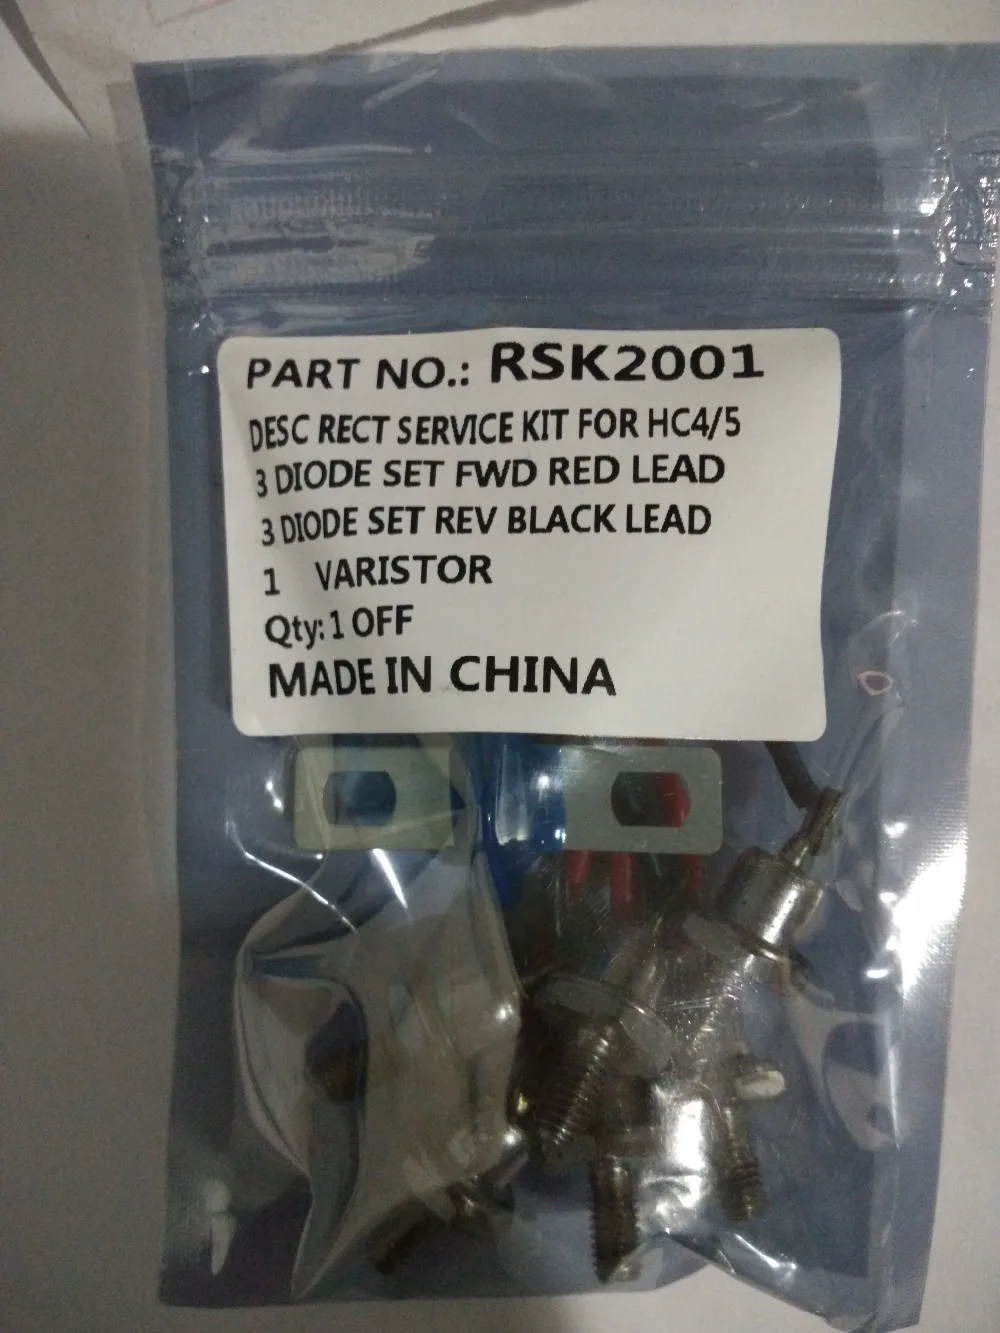 PART NO.: RSK2001
DESC RECT SERVICE KIT FOR HC4/5
3 DIODE SET FWD RED LEAD
3 DIODE SET REV BLACK LEAD
1 VARISTOR
Qty: 1 OFF
MADE IN CHINA